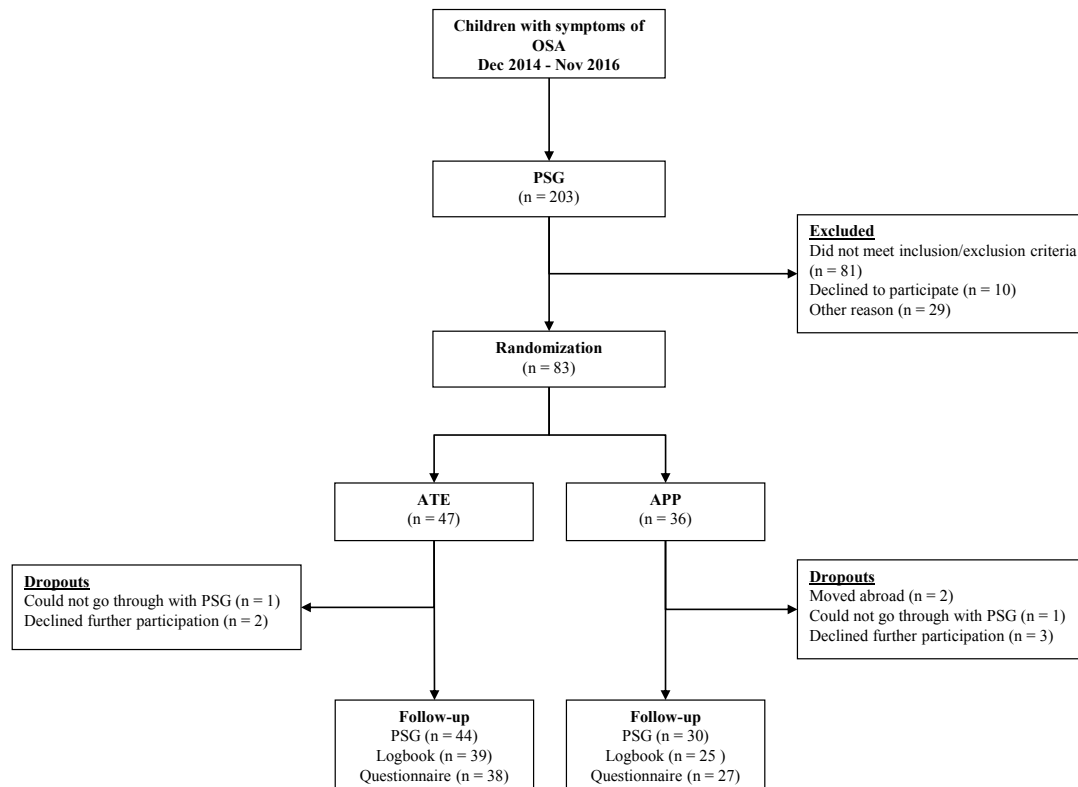 Children with symptoms of
OSA
Dec 2014 - Nov 2016
PSG
(n = 203)
Excluded
Did not meet inclusion/exclusion criteria
(n = 81)
Declined to participate (n = 10)
Other reason (n = 29)
Randomization
(n = 83)
ATE
(n = 47)
APP
(n = 36)
Dropouts
Could not go through with PSG (n = 1)
Declined further participation (n = 2)
Dropouts
Moved abroad (n = 2)
Could not go through with PSG (n = 1)
Declined further participation (n = 3)
Follow-up
PSG (n = 44)
Logbook (n = 39)
Questionnaire (n = 38)
Follow-up
PSG (n = 30)
Logbook (n = 25 )
Questionnaire (n = 27)